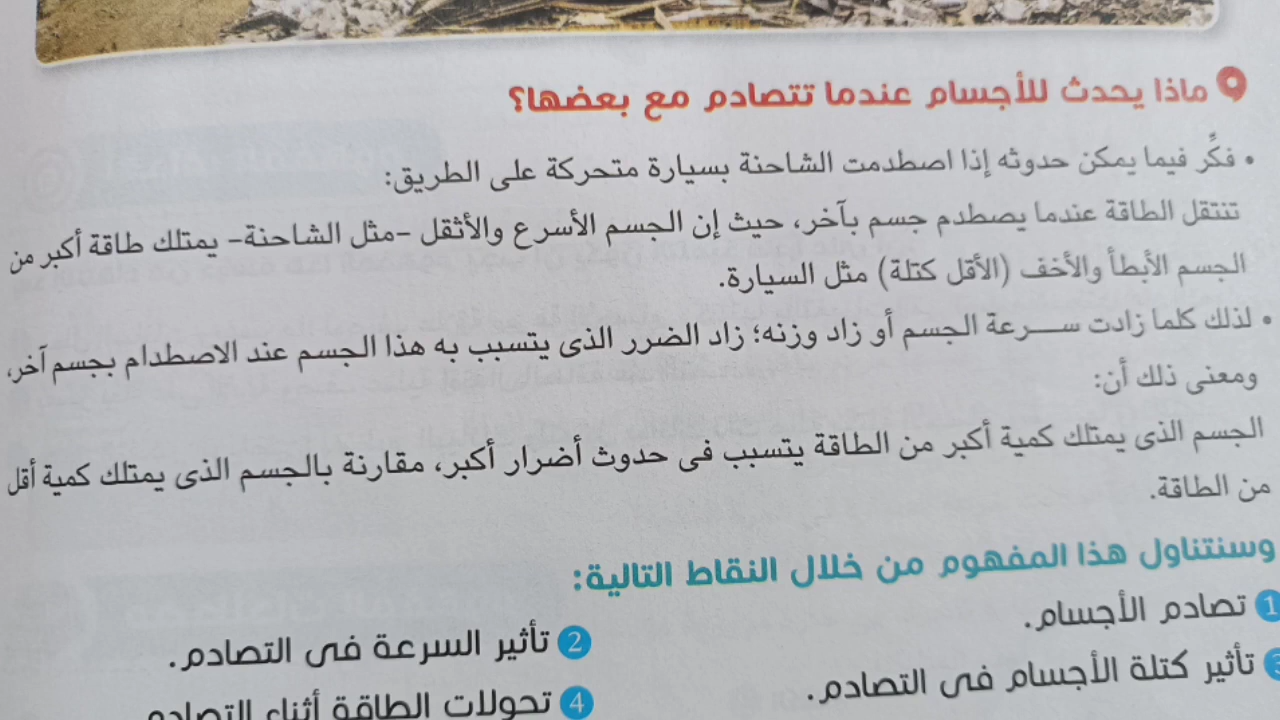 ماذا يحدث للأجسام عندما تتصادم مع بعضها؟
• فكِّر فيما يمكن حدوثه إذا اصطدمت الشاحنة بسيارة متحركة على الطريق:
تنتقل الطاقة عندما يصطدم جسم بآخر، حيث إن الجسم الأسرع والأثقل -مثل الشاحنة- يمتلك طاقة أكبر من
الجسم الأبطأ والأخف (الأقل كتلة) مثل السيارة.
• لذلك كلما زادت سرعة الجسم أو زاد وزنه؛ زاد الضرر الذى يتسبب به هذا الجسم عند الاصطدام بجسم آخر،
ومعنى ذلك أن:
الجسم الذى يمتلك كمية أكبر من الطاقة يتسبب فى حدوث أضرار أكبر، مقارنة بالجسم الذى يمتلك كمية أقل
من الطاقة.
وسنتناول هذا المفهوم من خلال النقاط التالية:
1 تصادم الأجسام.
2 تأثير السرعة فى التصادم.
3 تأثير كتلة الأجسام فى التصادم.
4 تحولات الطاقة أثناء التصادم